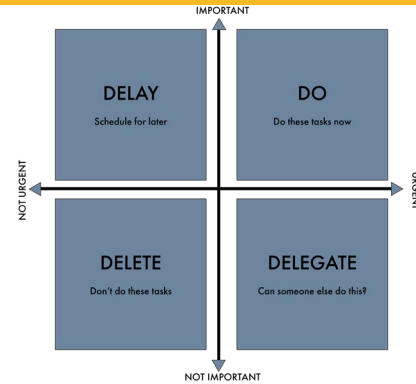 IMPORTANT
DELAY
Schedule for later
DO
Do these tasks now
NOT URGENT
URGENT
DELETE
Don't do these tasks
DELEGATE
Can someone else do this?
NOT IMPORTANT